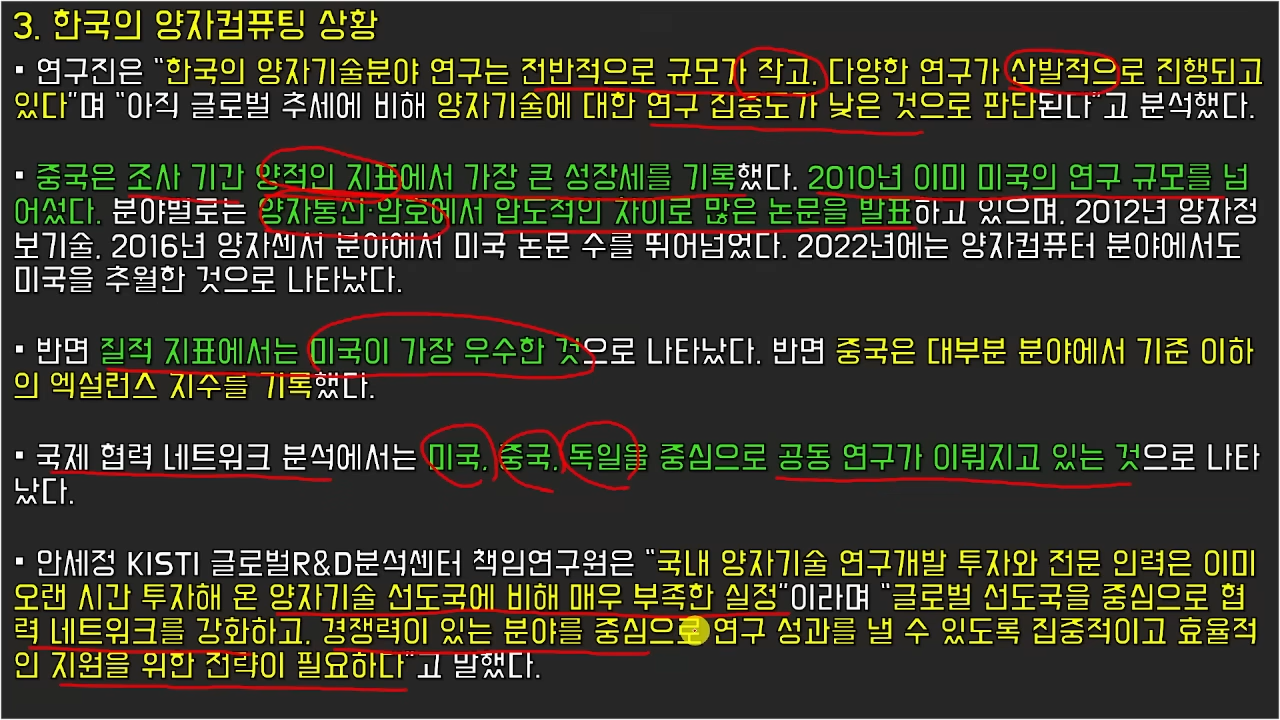 3. 한국의 양자컴퓨팅 상황
▪ 연구진은 "한국의 양자기술분야 연구는 전반적으로 규모가 작고, 다양한 연구가 산발적으로 진행되고
있다"며 "아직 글로벌 추세에 비해 양자기술에 대한 연구 집중도가 낮은 것으로 판단된다"고 분석했다.
▪ 중국은 조사 기간 양적인 지표에서 가장 큰 성장세를 기록했다. 2010년 이미 미국의 연구 규모를 넘
어섰다. 분야별로는 양자통신·암호에서 압도적인 차이로 많은 논문을 발표하고 있으며, 2012년 양자정
보기술, 2016년 양자센서 분야에서 미국 논문 수를 뛰어넘었다. 2022년에는 양자컴퓨터 분야에서도
미국을 추월한 것으로 나타났다.
▪ 반면 질적 지표에서는 미국이 가장 우수한 것으로 나타났다. 반면 중국은 대부분 분야에서 기준 이하
의 엑설런스 지수를 기록했다.
▪ 국제 협력 네트워크 분석에서는 미국, 중국, 독일을 중심으로 공동 연구가 이뤄지고 있는 것으로 나타
났다.
▪ 안세정 KISTI 글로벌R&D분석센터 책임연구원은 "국내 양자기술 연구개발 투자와 전문 인력은 이미
오랜 시간 투자해 온 양자기술 선도국에 비해 매우 부족한 실정"이라며 "글로벌 선도국을 중심으로 협
력 네트워크를 강화하고, 경쟁력이 있는 분야를 중심으로 연구 성과를 낼 수 있도록 집중적이고 효율적
인 지원을 위한 전략이 필요하다"고 말했다.